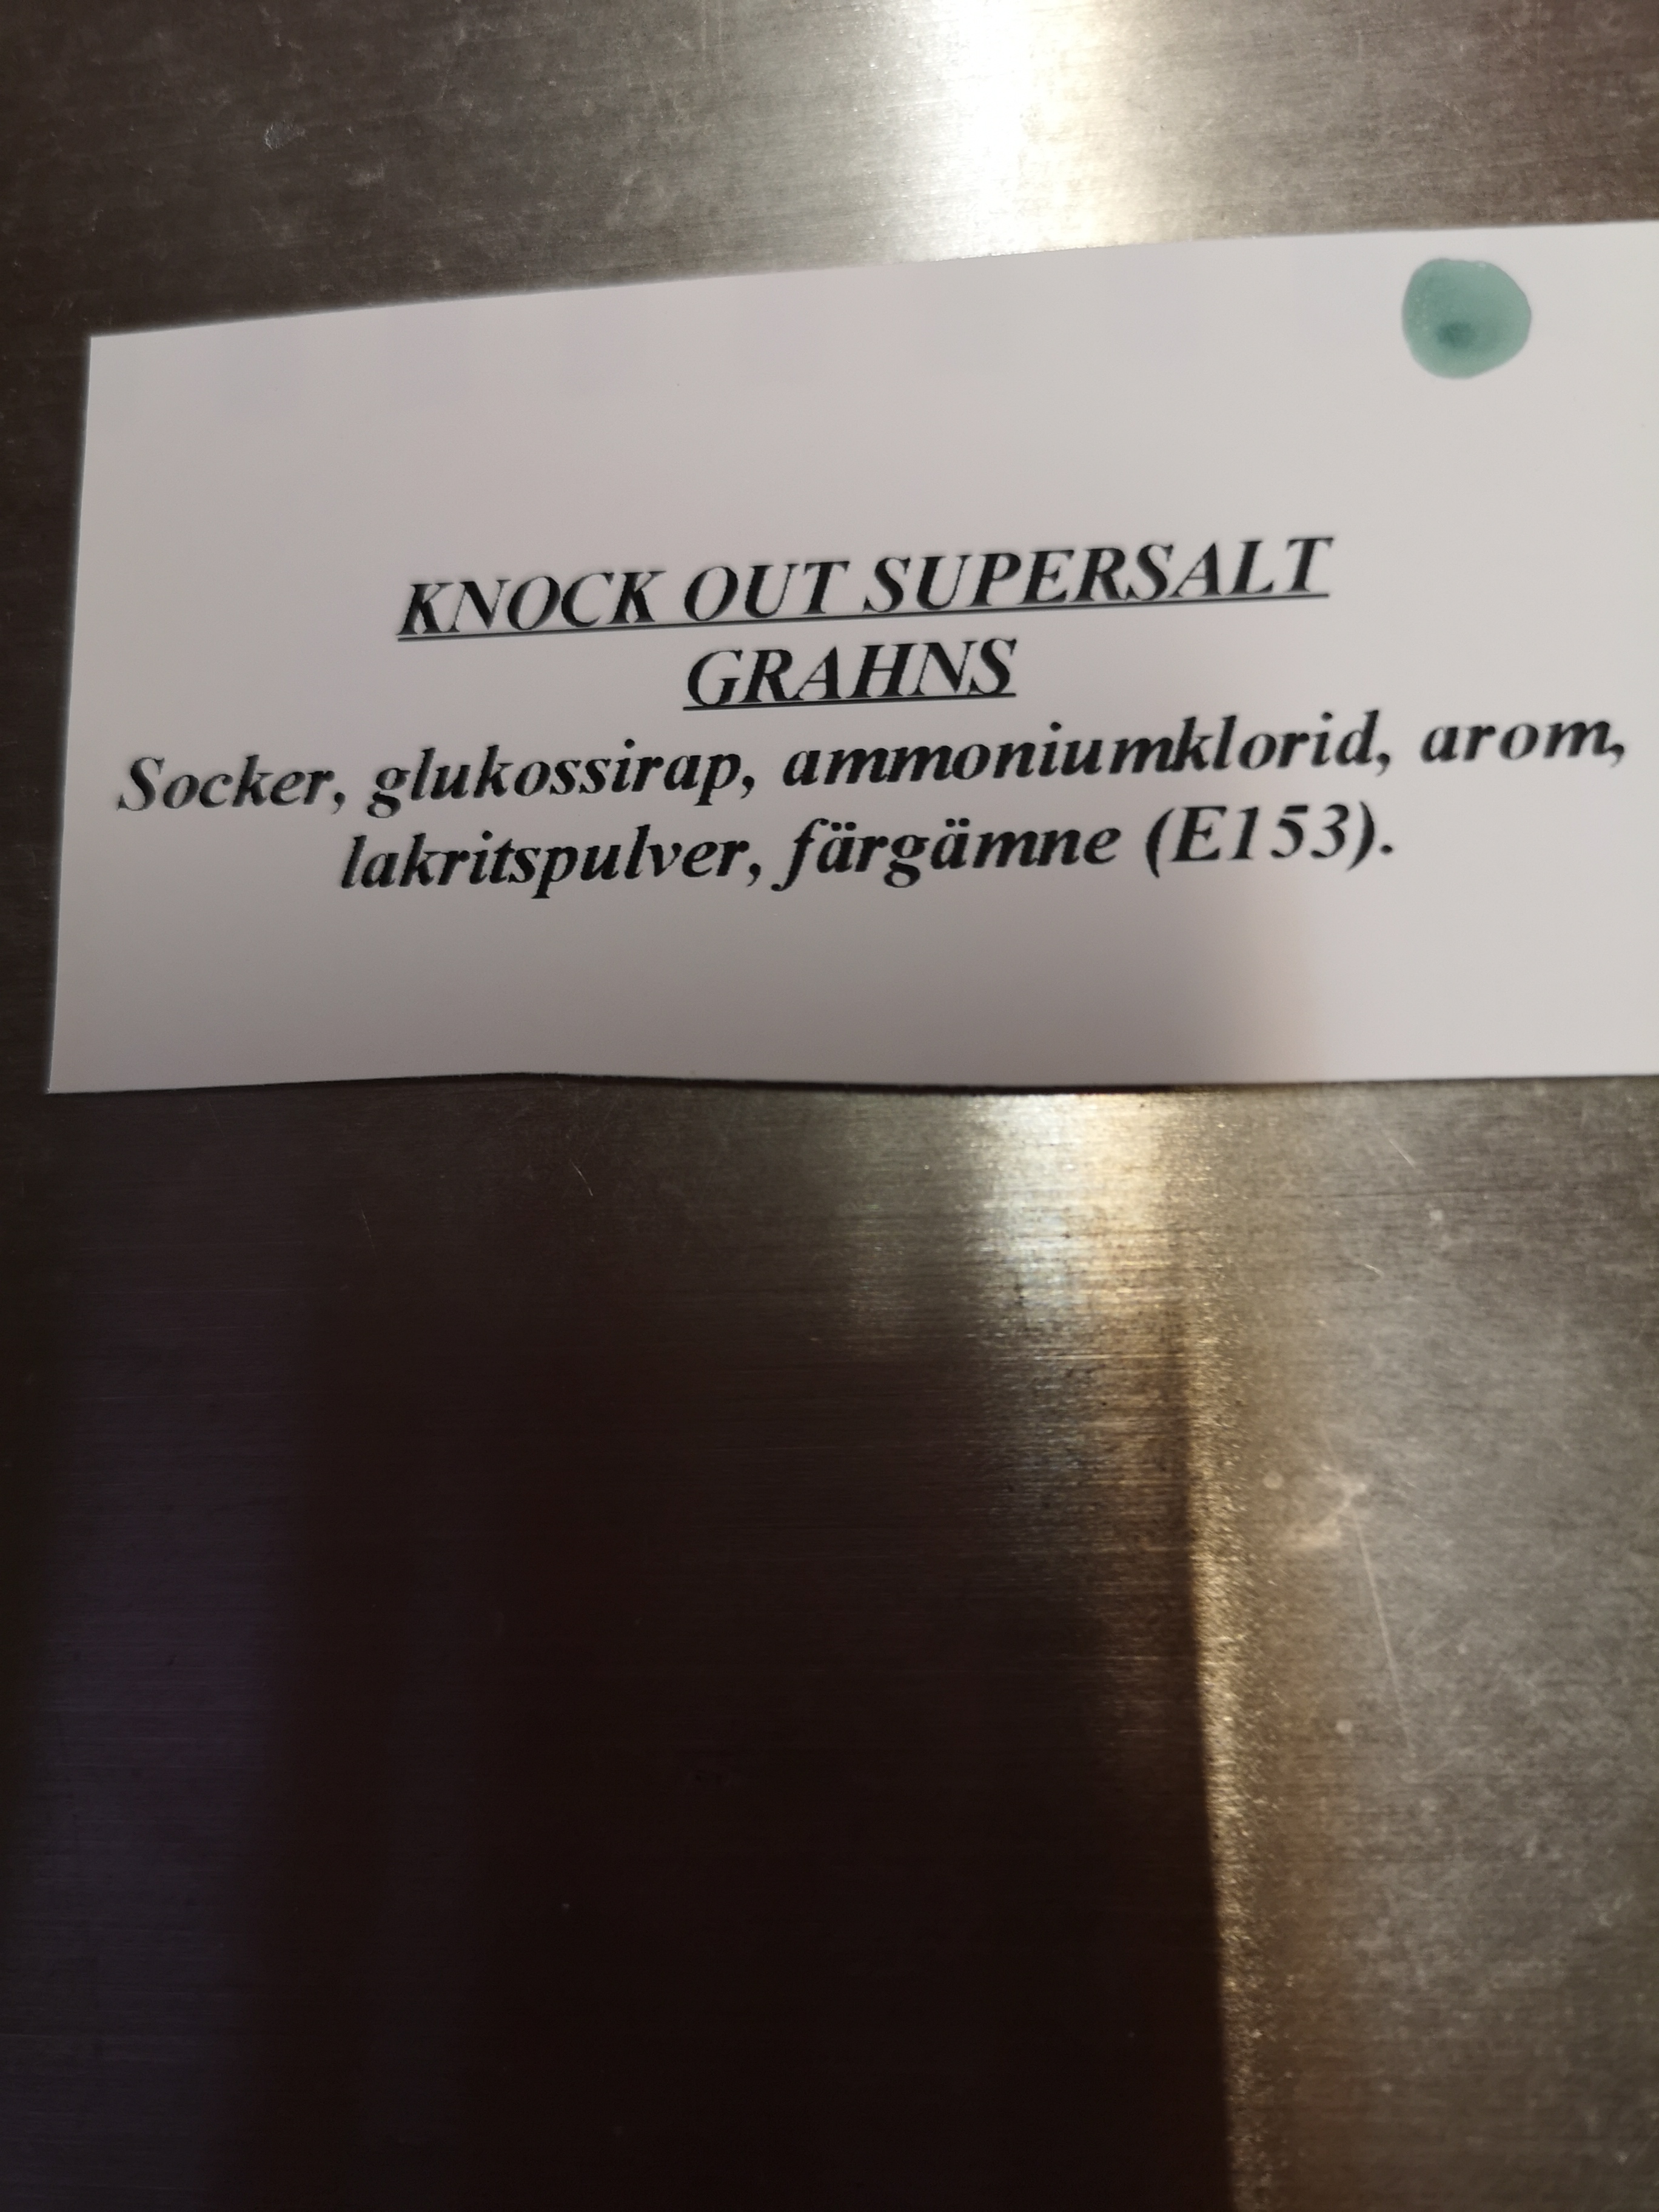 KNOCK OUT SUPERSALT
GRAHNS
Socker, glukossirap, ammoniumklorid, arom,
lakritspulver, färgämne (E153).